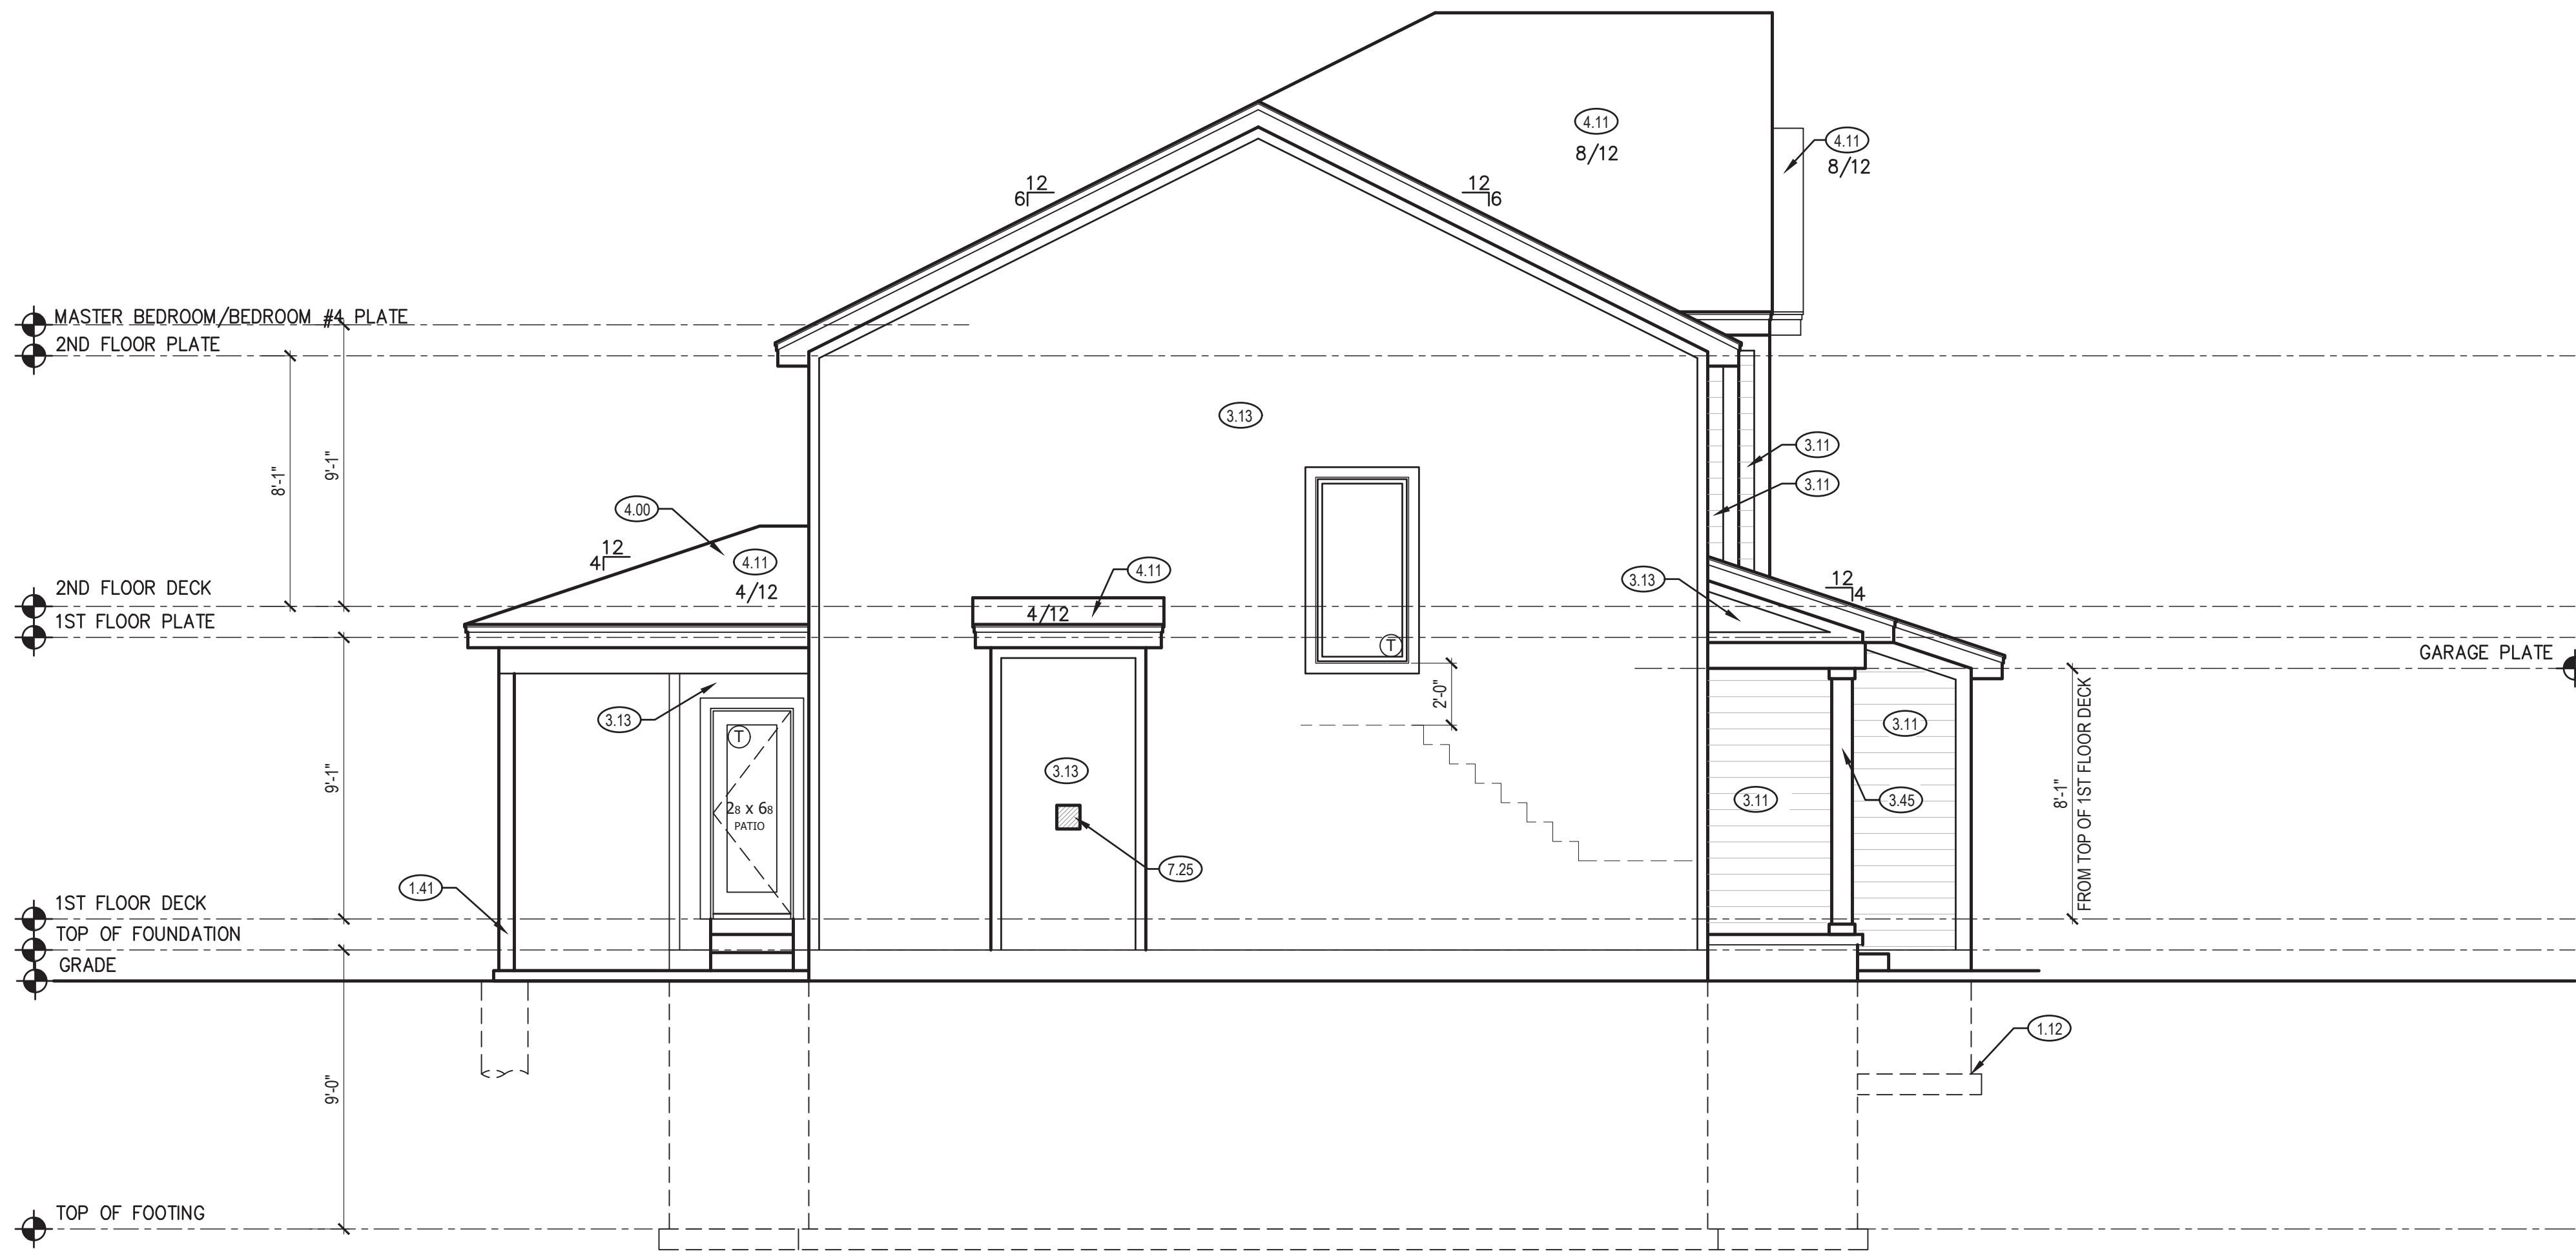 4.11
8/12
4.11
8/12
12
6
12
6
MASTER BEDROOM/BEDROOM #4 PLATE
2ND FLOOR PLATE
3.13
3.11
3.11
8'-1"
9'-1"
4.00
12
4
4.11
4/12
4.11
4/12
3.13
12
4
2ND FLOOR DECK
1ST FLOOR PLATE
T
GARAGE PLATE
2'-0"
3.13
T
3.11
3.13
28 x 68
PATIO
9'-1"
3.11
3.45
8'-1"
FROM TOP OF 1ST FLOOR DECK
7.25
1.41
1ST FLOOR DECK
TOP OF FOUNDATION
GRADE
1.12
9'-0"
TOP OF FOOTING